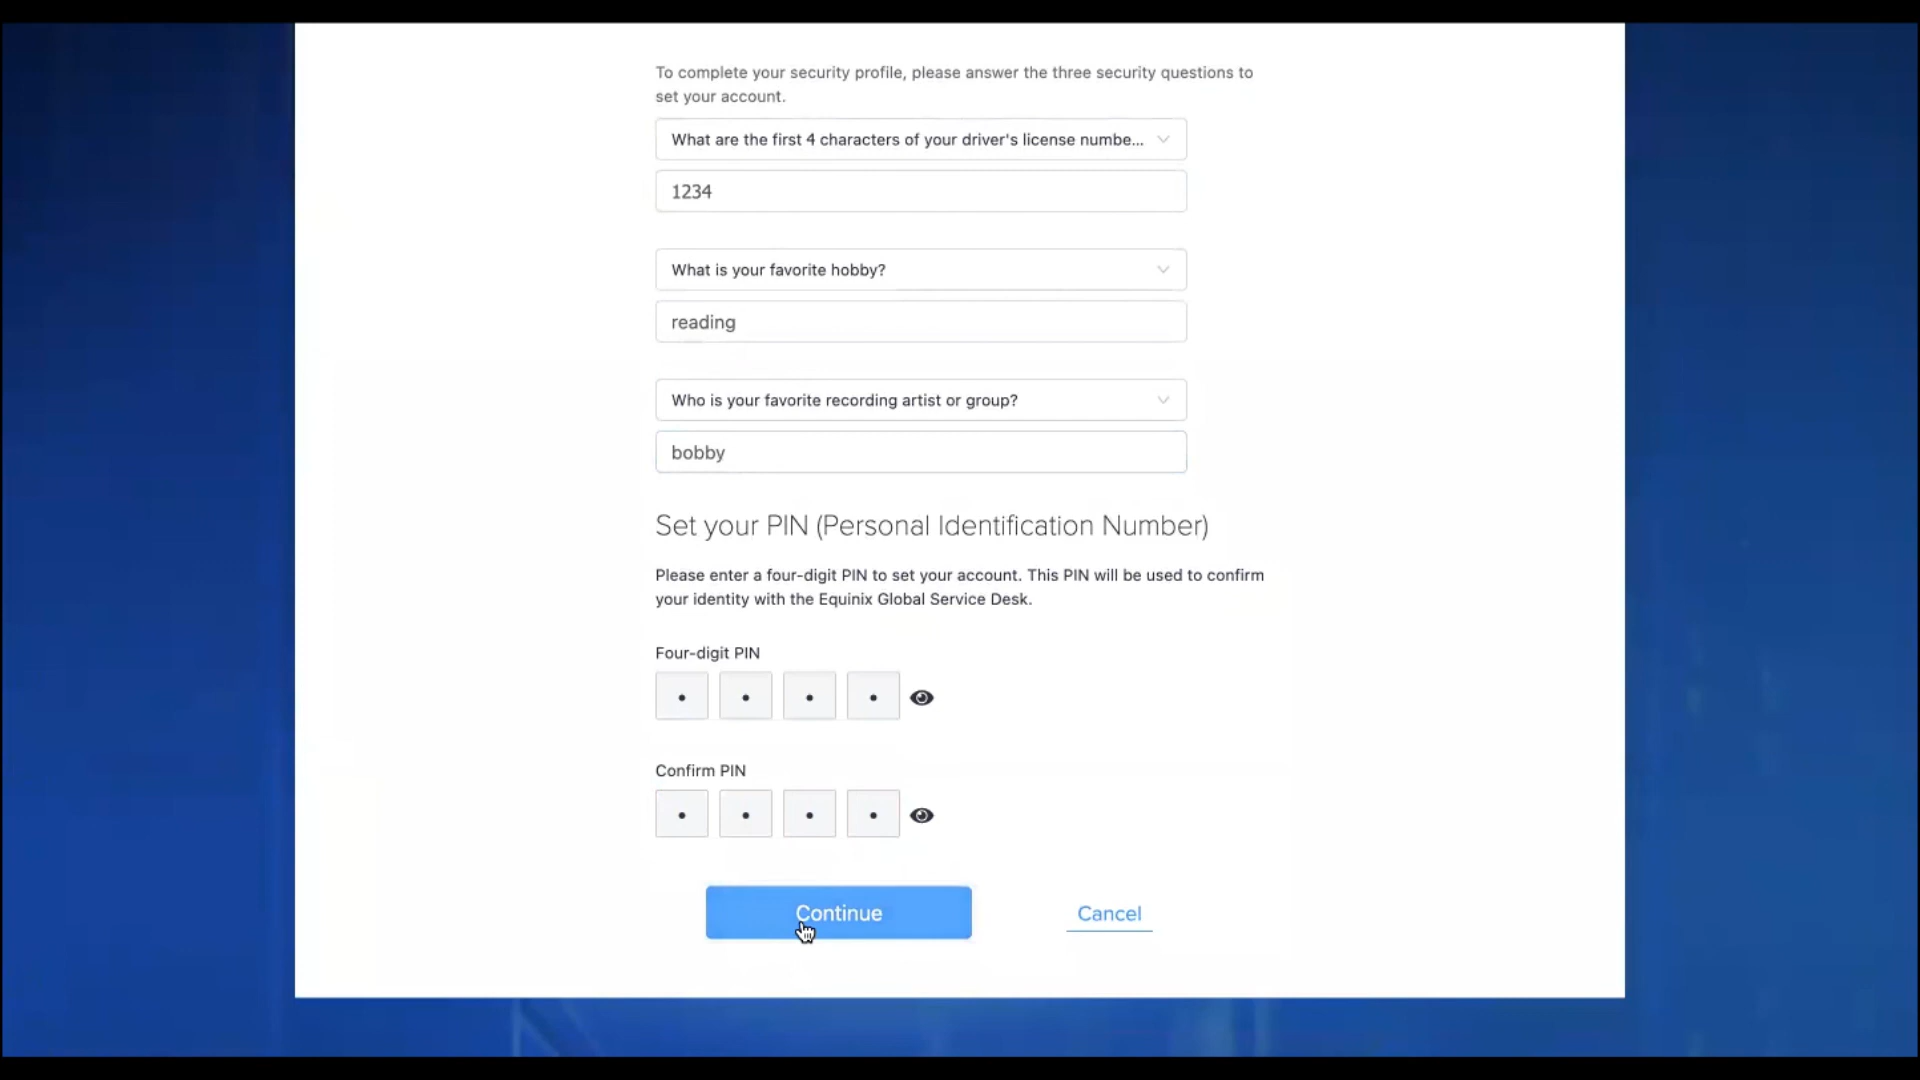 To complete your security profile, please answer the three security questions to
set your account.
What are the first 4 characters of your driver's license numbe...
1234
What is your favorite hobby?
reading
Who is your favorite recording artist or group?
bobby
Set your PIN (Personal Identification Number)
Please enter a four-digit PIN to set your account. This PIN will be used to confirm
your identity with the Equinix Global Service Desk.
Four-digit PIN
Confirm PIN
Continue
Cancel